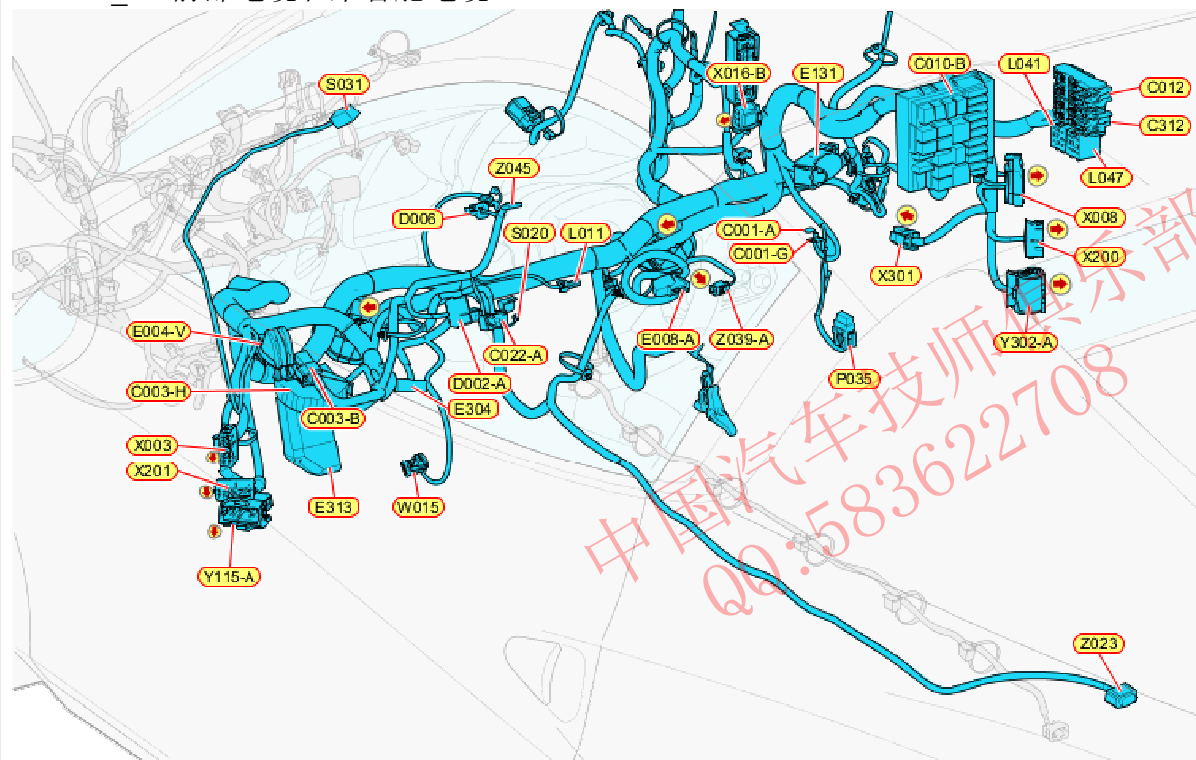 S031
X016-B
E131
C010-B
L041
C012
C312
L047
Z045
D006
S020
L011
C001-A
C001-G
X008
X301
X200
E004-V
C022-A
E008-A
Z039-A
Y302-A
C003-H
D002-A
P035
C003-B
E304
X003
X201
E313
W015
Y115-A
Z023
中国汽车技师俱乐部
QQ:583622708